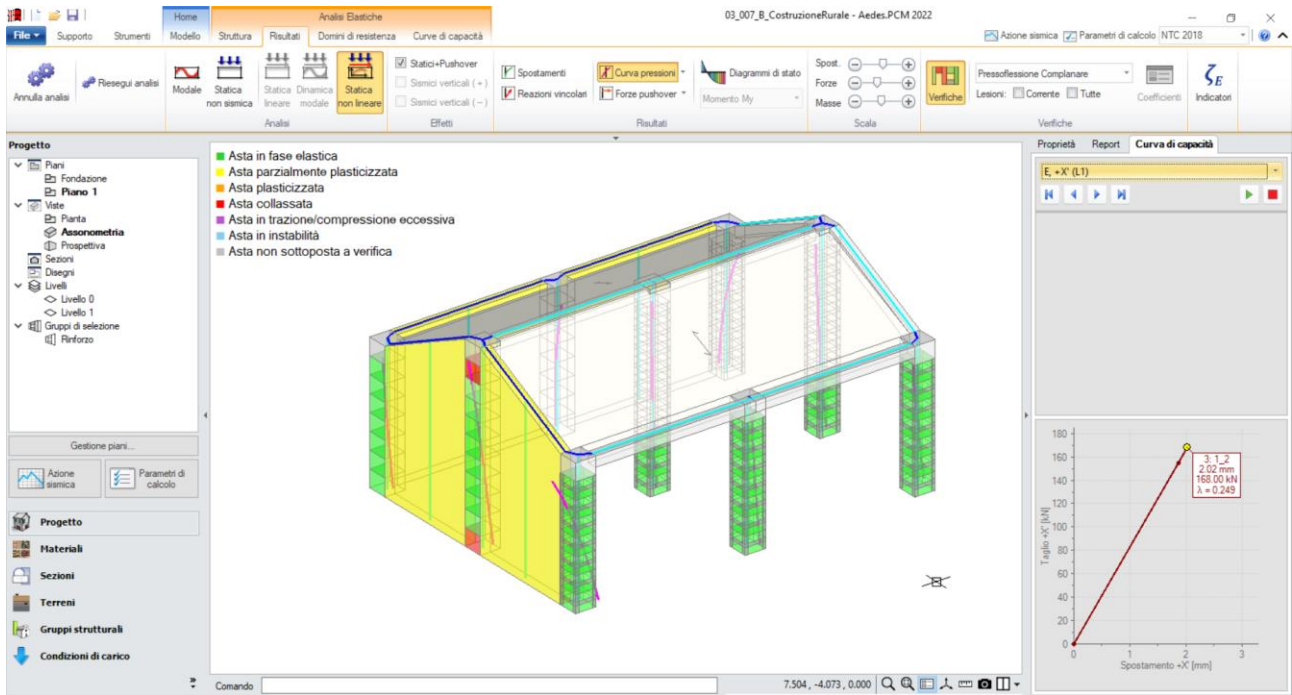 03_007_B_CostruzioneRurale - Aedes.PCM 2022
Home
Analisi Elastiche
File
Supporto
Strumenti
Modello
Struttura
Risultati
Domini di resistenza
Curve di capacità
Azione sismica
Parametri di calcolo
NTC 2018
Annulla analisi
Riesegui analisi
Modale
Statica non sismica
Statica lineare
Dinamica modale
Statica non lineare
Analisi
Statici+Pushover
Sismici verticali (+)
Sismici verticali (−)
Effetti
Spostamenti
Reazioni vincolari
Curva pressioni
Forze pushover
Diagrammi di stato
Momento My
Risultati
Spost.
Forze
Masse
Scala
Verifiche
Pressoflessione Complanare
Lesioni:
Corrente
Tutte
Coefficienti
Verifiche
ζE
Indicatori
Progetto
Piani
Fondazione
Piano 1
Viste
Pianta
Assonometria
Prospettiva
Sezioni
Disegni
Livelli
Livello 0
Livello 1
Gruppi di selezione
Rinforzo
Gestione piani...
Azione sismica
Parametri di calcolo
Progetto
Materiali
Sezioni
Terreni
Gruppi strutturali
Condizioni di carico
Asta in fase elastica
Asta parzialmente plasticizzata
Asta plasticizzata
Asta collassata
Asta in trazione/compressione eccessiva
Asta in instabilità
Asta non sottoposta a verifica
Comando
7.504 , -4.073 , 0.000
Proprietà
Report
Curva di capacità
E, +X' (L1)
180
160
140
120
100
80
60
40
20
0
Taglio +X' [kN]
3: 1_2
2.02 mm
168.00 kN
λ = 0.249
0
1
2
3
Spostamento +X' [mm]